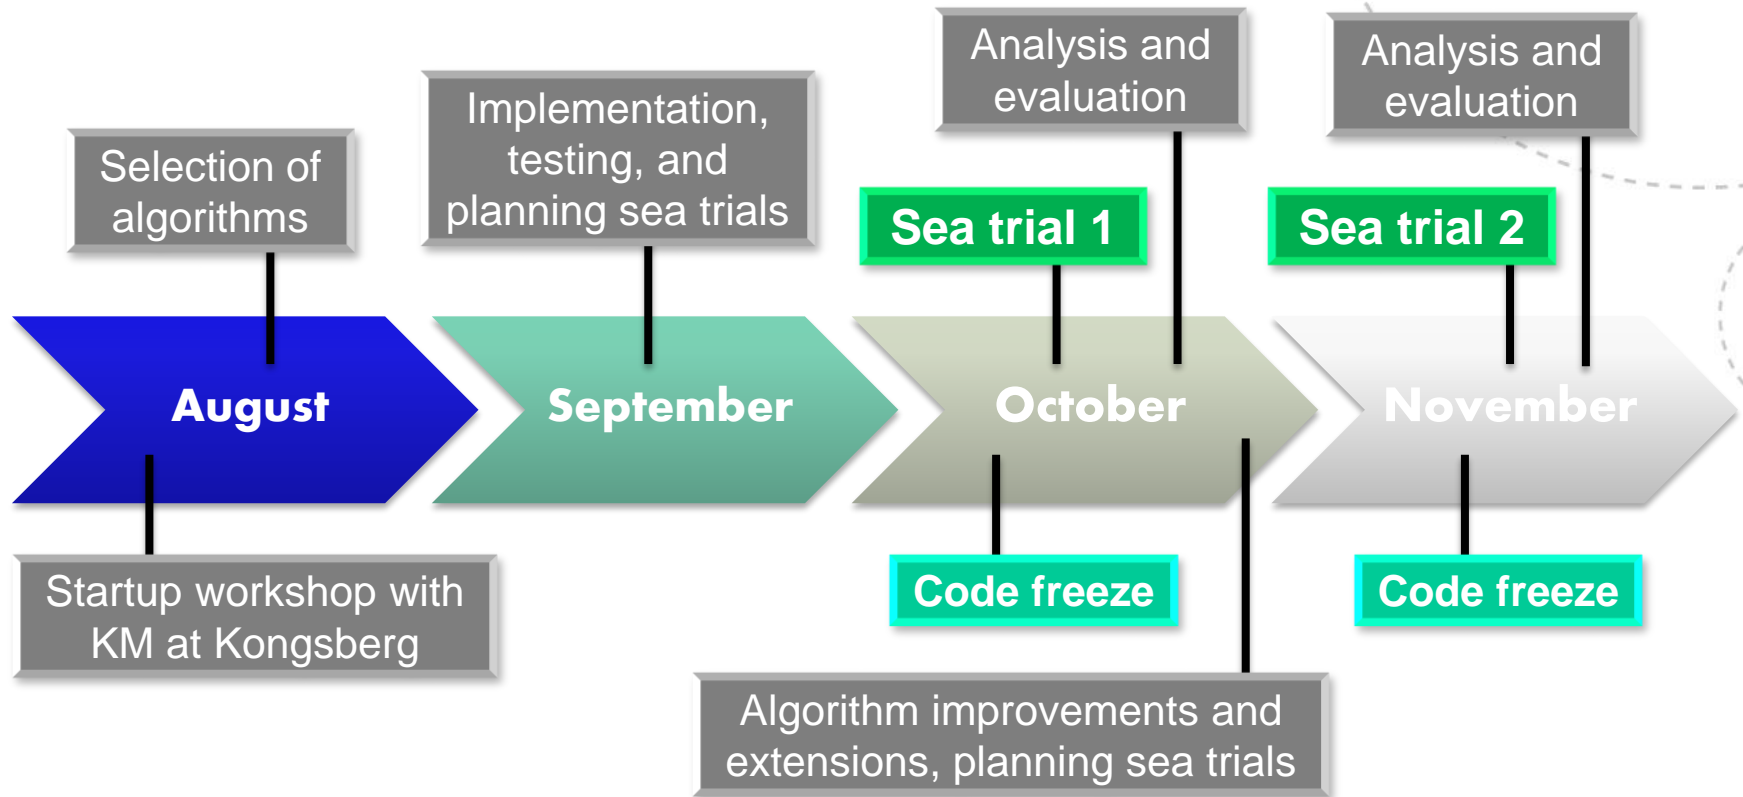 Analysis and
evaluation
Analysis and
evaluation
Implementation,
testing, and
planning sea trials
Selection of
algorithms
Sea trial 1
Sea trial 2
August
September
October
November
Startup workshop with
KM at Kongsberg
Code freeze
Code freeze
Algorithm improvements and
extensions, planning sea trials